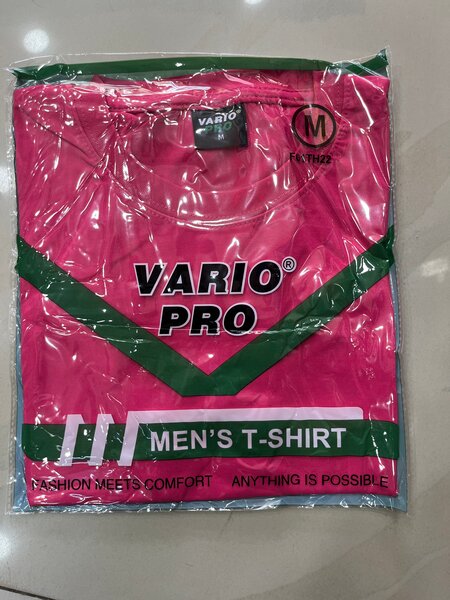 VARIO
PRO
M
M
VARIO®
PRO
MEN'S T-SHIRT
FASHION MEETS COMFORT ANYTHING IS POSSIBLE